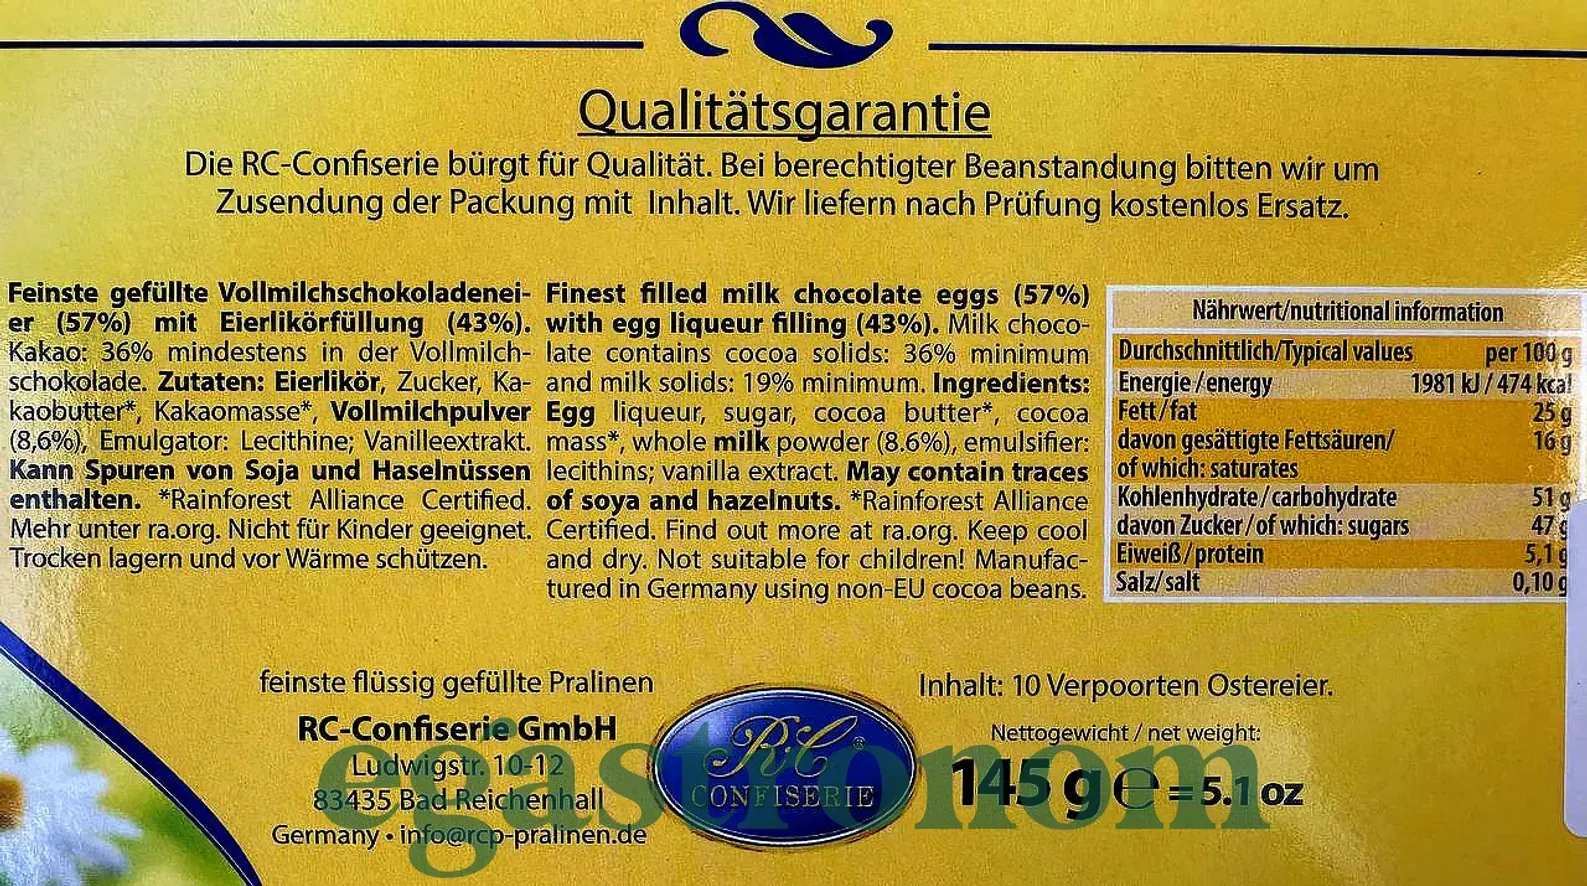 Qualitätsgarantie
Die RC-Confiserie bürgt für Qualität. Bei berechtigter Beanstandung bitten wir um
Zusendung der Packung mit Inhalt. Wir liefern nach Prüfung kostenlos Ersatz.
Feinste gefüllte Vollmilchschokoladenei-
er (57%) mit Eierlikörfüllung (43%).
Kakao: 36% mindestens in der Vollmilch-
schokolade. Zutaten: Eierlikör, Zucker, Ka-
kaobutter*, Kakaomasse*, Vollmilchpulver
(8,6%), Emulgator: Lecithine; Vanilleextrakt.
Kann Spuren von Soja und Haselnüssen
enthalten. *Rainforest Alliance Certified.
Mehr unter ra.org. Nicht für Kinder geeignet.
Trocken lagern und vor Wärme schützen.
Finest filled milk chocolate eggs (57%)
with egg liqueur filling (43%). Milk choco-
late contains cocoa solids: 36% minimum
and milk solids: 19% minimum. Ingredients:
Egg liqueur, sugar, cocoa butter*, cocoa
mass*, whole milk powder (8.6%), emulsifier:
lecithins; vanilla extract. May contain traces
of soya and hazelnuts. *Rainforest Alliance
Certified. Find out more at ra.org. Keep cool
and dry. Not suitable for children! Manufac-
tured in Germany using non-EU cocoa beans.
Nährwert/nutritional information
Durchschnittlich/Typical values per 100 g
Energie/energy 1981 kJ / 474 kcal
Fett/fat 25 g
davon gesättigte Fettsäuren/ 16 g
of which: saturates
Kohlenhydrate/carbohydrate 51 g
davon Zucker/of which: sugars 47 g
Eiweiß/protein 5,1 g
Salz/salt 0,10 g
feinste flüssig gefüllte Pralinen
RC-Confiserie GmbH
Ludwigstr. 10-12
83435 Bad Reichenhall
Germany • info@rcp-pralinen.de
RC®
CONFISERIE
Inhalt: 10 Verpoorten Ostereier.
Nettogewicht / net weight:
145 g ℮ = 5.1 oz
egastronom